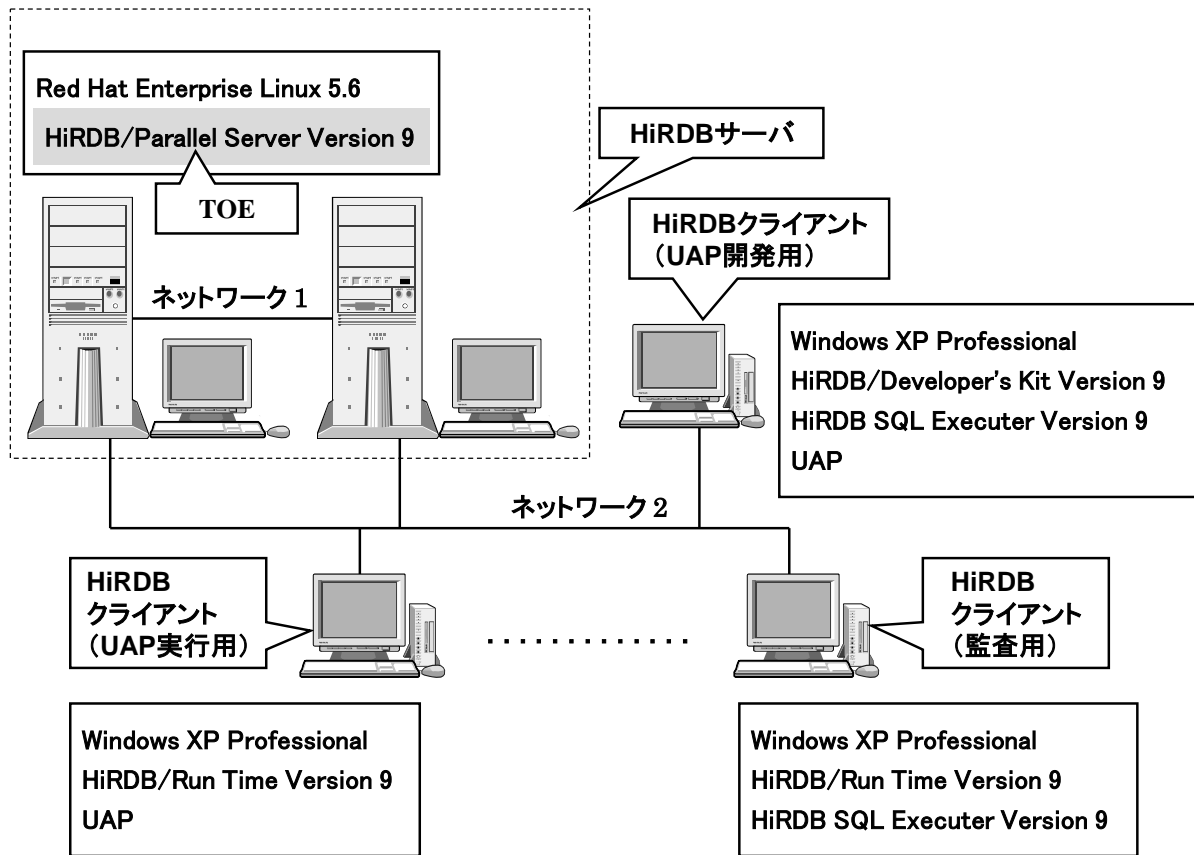 Red Hat Enterprise Linux 5.6
HiRDB/Parallel Server Version 9
TOE
HiRDBサーバ
ネットワーク1
HiRDBクライアント
（UAP開発用）
Windows XP Professional
HiRDB/Developer's Kit Version 9
HiRDB SQL Executer Version 9
UAP
ネットワーク2
HiRDB
クライアント
（UAP実行用）
HiRDB
クライアント
（監査用）
Windows XP Professional
HiRDB/Run Time Version 9
UAP
Windows XP Professional
HiRDB/Run Time Version 9
HiRDB SQL Executer Version 9